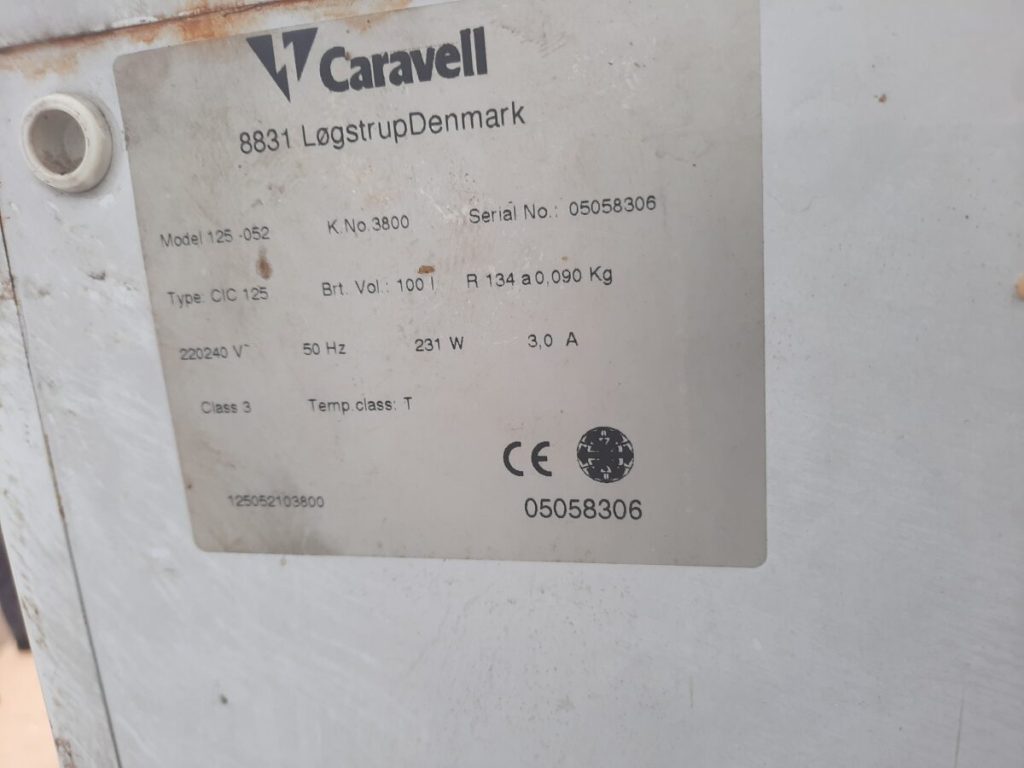 Caravell
8831 LøgstrupDenmark
Model 125 -052 K.No.3800 Serial No.: 05058306
Type: CIC 125 Brt. Vol.: 100 l R 134 a 0,090 Kg
220240 V~ 50 Hz 231 W 3,0 A
Class 3 Temp.class: T
CE
125052103800 05058306